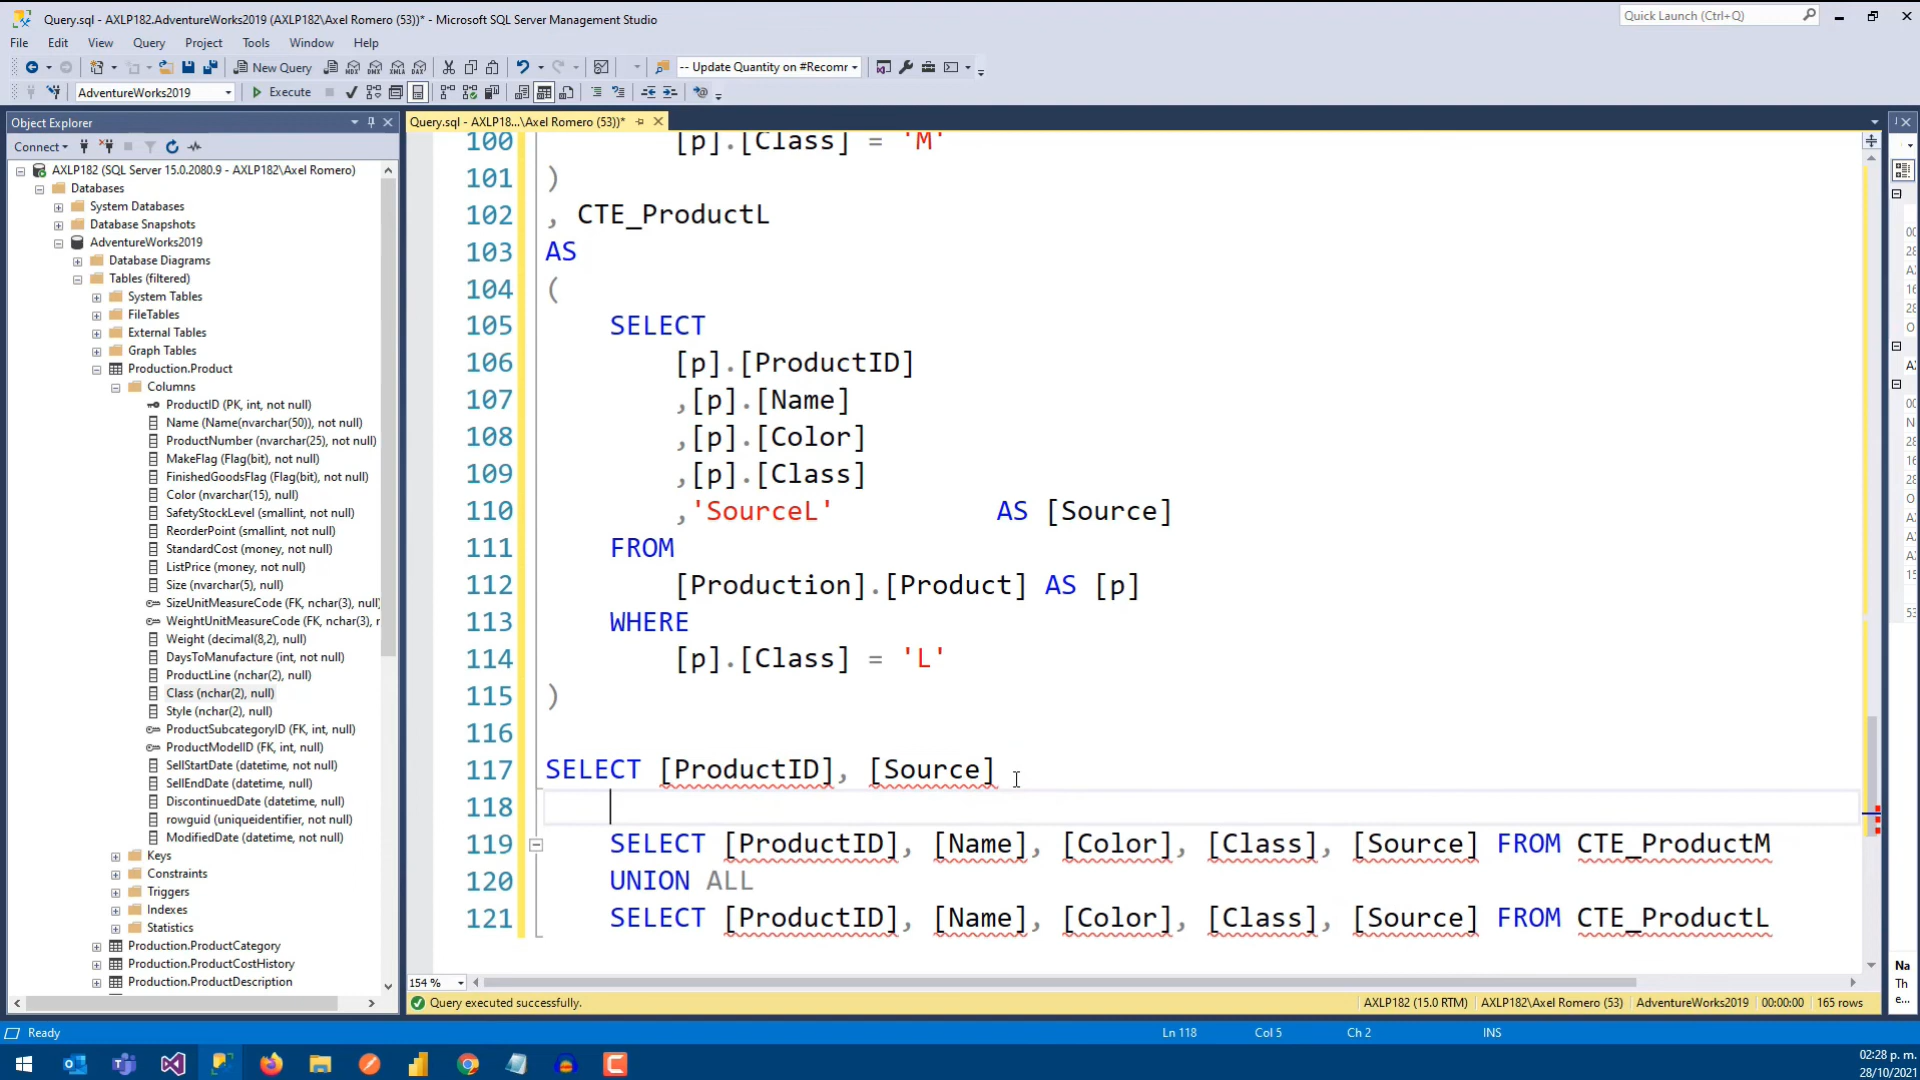 Query.sql - AXLP182.AdventureWorks2019 (AXLP182\Axel Romero (53))* - Microsoft SQL Server Management Studio
Quick Launch (Ctrl+Q)
File Edit View Query Project Tools Window Help
New Query
MDX DMX XMLA DAX
-- Update Quantity on #Recomr
AdventureWorks2019
Execute
Object Explorer
Query.sql - AXLP18...\Axel Romero (53))*
Connect
AXLP182 (SQL Server 15.0.2080.9 - AXLP182\Axel Romero)
Databases
System Databases
Database Snapshots
AdventureWorks2019
Database Diagrams
Tables (filtered)
System Tables
FileTables
External Tables
Graph Tables
Production.Product
Columns
ProductID (PK, int, not null)
Name (Name(nvarchar(50)), not null)
ProductNumber (nvarchar(25), not null)
MakeFlag (Flag(bit), not null)
FinishedGoodsFlag (Flag(bit), not null)
Color (nvarchar(15), null)
SafetyStockLevel (smallint, not null)
ReorderPoint (smallint, not null)
StandardCost (money, not null)
ListPrice (money, not null)
Size (nvarchar(5), null)
SizeUnitMeasureCode (FK, nchar(3), null)
WeightUnitMeasureCode (FK, nchar(3), r
Weight (decimal(8,2), null)
DaysToManufacture (int, not null)
ProductLine (nchar(2), null)
Class (nchar(2), null)
Style (nchar(2), null)
ProductSubcategoryID (FK, int, null)
ProductModelID (FK, int, null)
SellStartDate (datetime, not null)
SellEndDate (datetime, null)
DiscontinuedDate (datetime, null)
rowguid (uniqueidentifier, not null)
ModifiedDate (datetime, not null)
Keys
Constraints
Triggers
Indexes
Statistics
Production.ProductCategory
Production.ProductCostHistory
Production.ProductDescription
100 [p].[Class] = 'M'
101 )
102 , CTE_ProductL
103 AS
104 (
105 SELECT
106 [p].[ProductID]
107 ,[p].[Name]
108 ,[p].[Color]
109 ,[p].[Class]
110 ,'SourceL' AS [Source]
111 FROM
112 [Production].[Product] AS [p]
113 WHERE
114 [p].[Class] = 'L'
115 )
116
117 SELECT [ProductID], [Source]
118
119 SELECT [ProductID], [Name], [Color], [Class], [Source] FROM CTE_ProductM
120 UNION ALL
121 SELECT [ProductID], [Name], [Color], [Class], [Source] FROM CTE_ProductL
154 %
Na
Th
e...
Query executed successfully.
AXLP182 (15.0 RTM) AXLP182\Axel Romero (53) AdventureWorks2019 00:00:00 165 rows
Ready
Ln 118 Col 5 Ch 2 INS
02:28 p. m.
28/10/2021